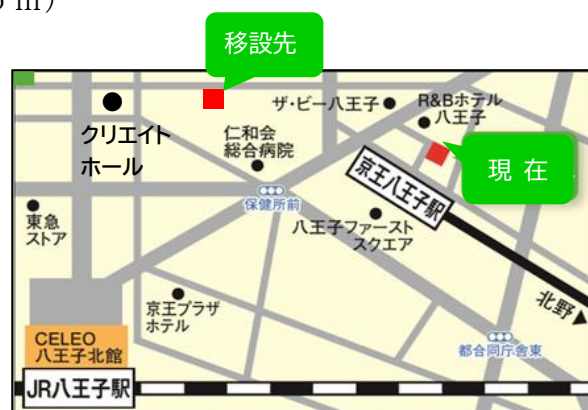 ㎡)
移設先
クリエイト
ホール
ザ・ビー八王子
R&Bホテル
八王子
仁和会
総合病院
現 在
京王八王子駅
保健所前
東急
ストア
八王子ファースト
スクエア
京王プラザ
ホテル
北野
都合同庁舎東
CELEO
八王子北館
JR八王子駅